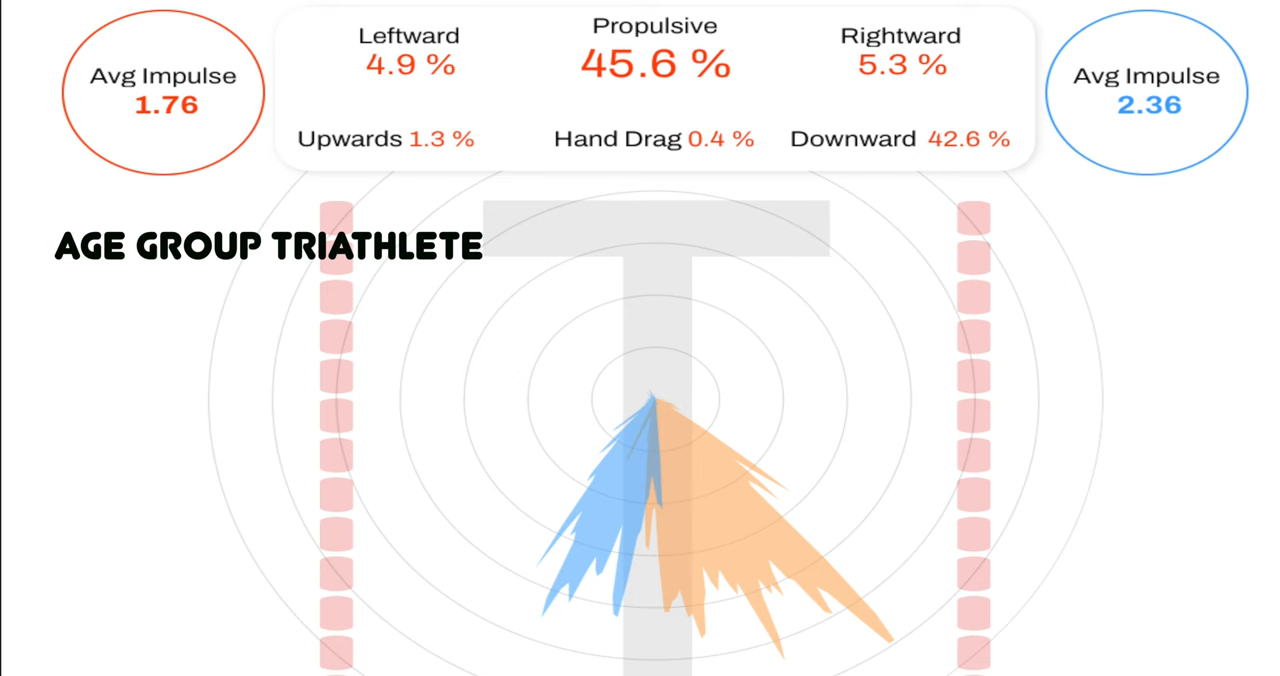 Avg Impulse
1.76
Leftward
4.9 %
Propulsive
45.6 %
Rightward
5.3 %
Upwards 1.3 %
Hand Drag 0.4 %
Downward 42.6 %
Avg Impulse
2.36
AGE GROUP TRIATHLETE